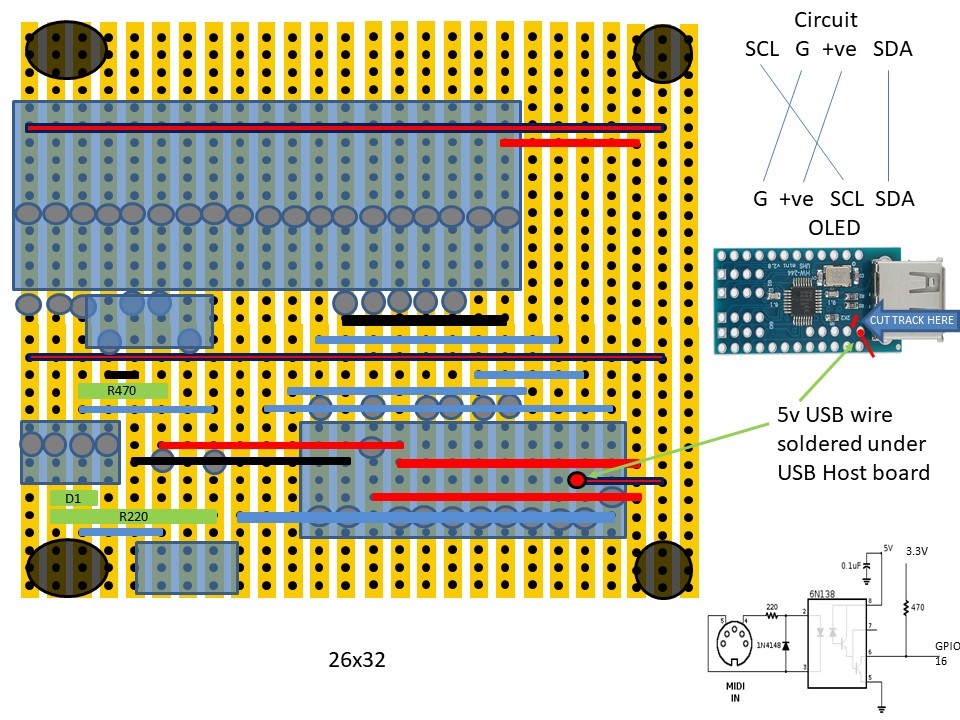 Circuit
SCL G +ve SDA
G +ve SCL SDA
OLED
CUT TRACK HERE
5v USB wire
soldered under
USB Host board
R470
D1
R220
26x32
5V
3.3V
0.1uF
6N138
8
220
2
470
5
4
7
1N4148
6
GPIO
16
3
5
MIDI
IN